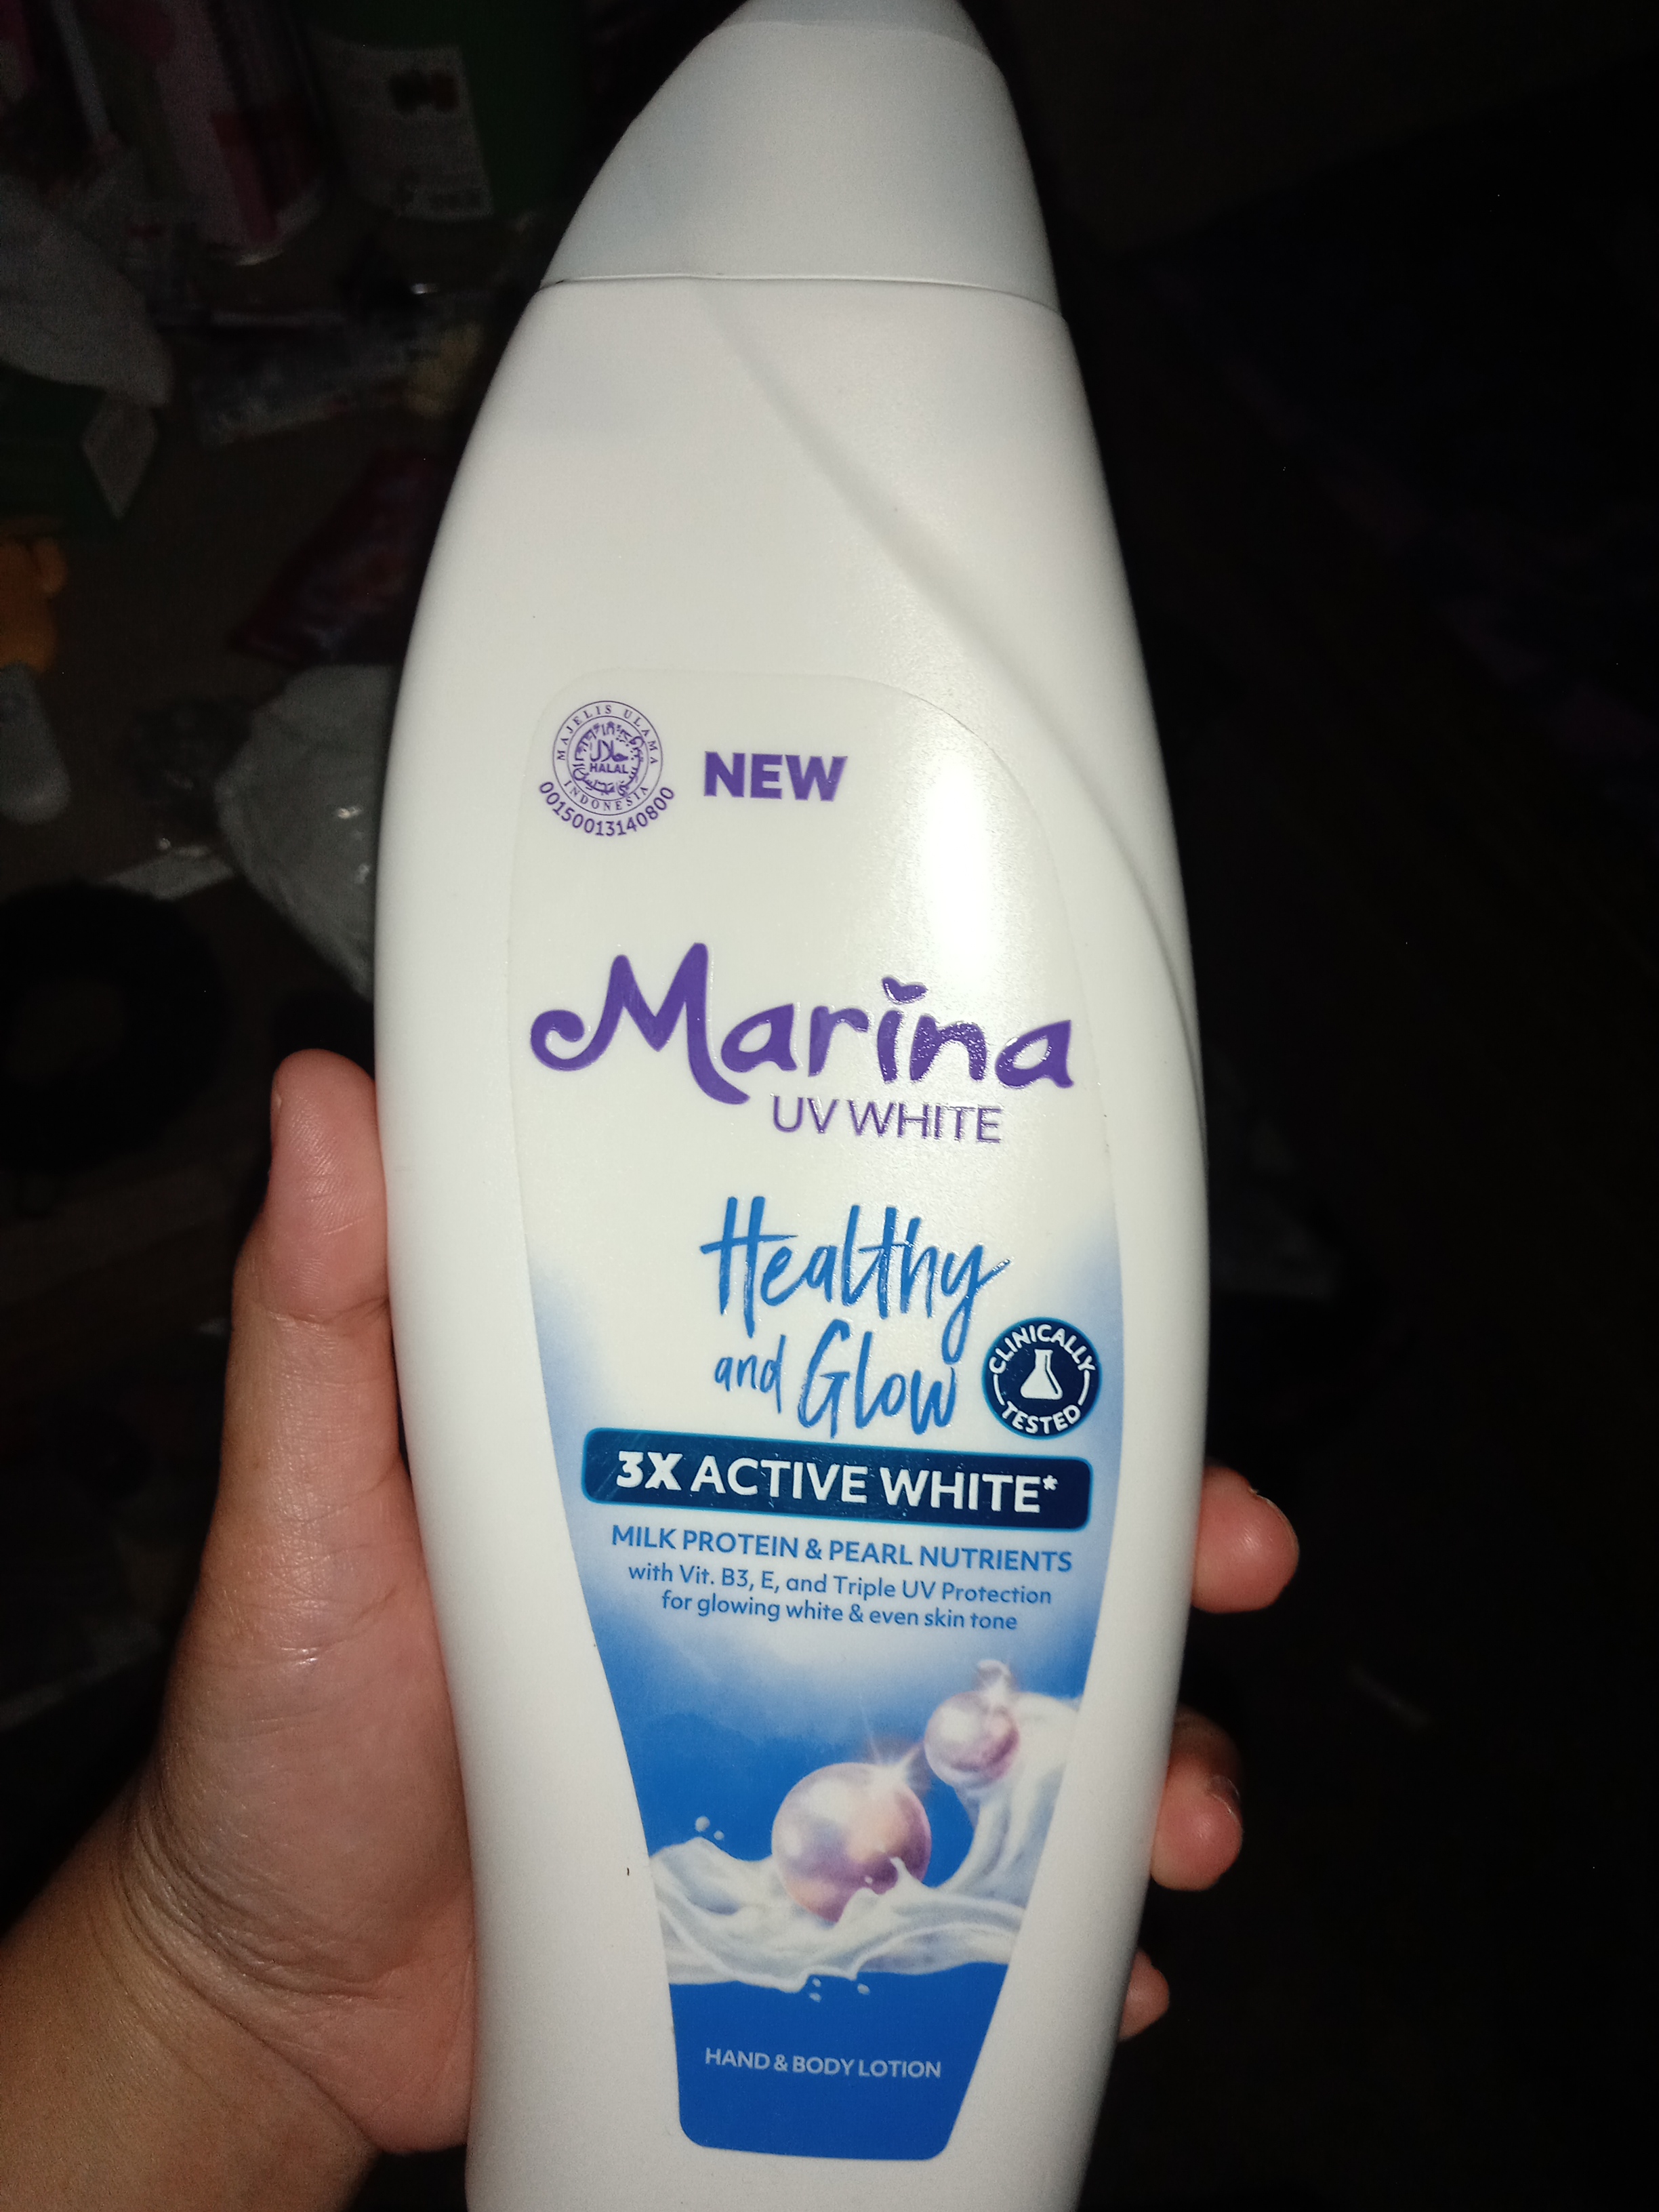 MAJELIS ULAMA
حلال
HALAL
INDONESIA
00150013140800
NEW
Marina
UV WHITE
Healthy
and Glow
CLINICALLY
TESTED
3X ACTIVE WHITE*
MILK PROTEIN & PEARL NUTRIENTS
with Vit. B3, E, and Triple UV Protection
for glowing white & even skin tone
HAND & BODY LOTION